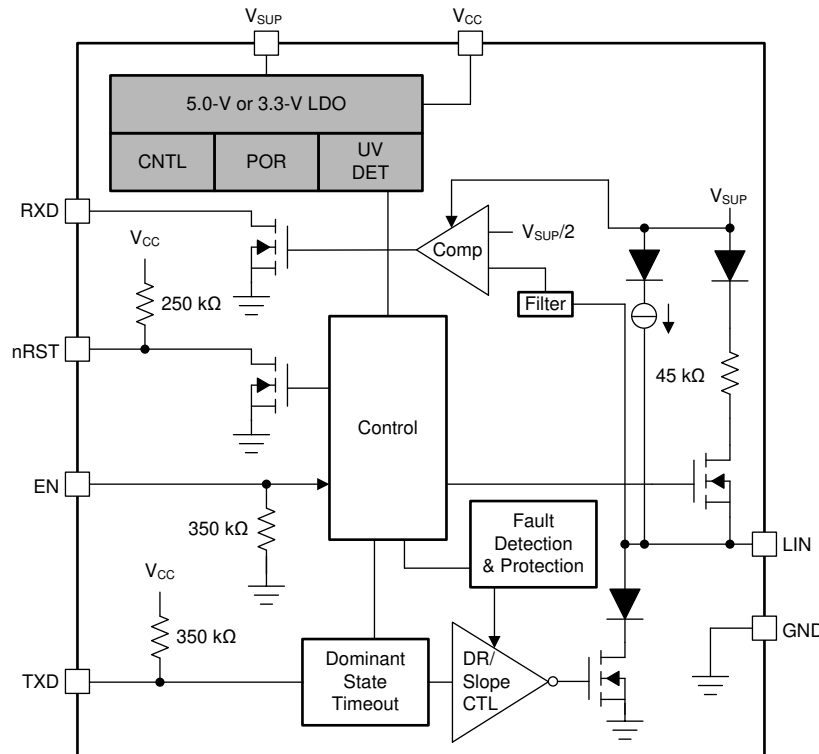 VSUP
VCC
5.0-V or 3.3-V LDO
CNTL
POR
UV
DET
RXD
VCC
250 kΩ
Comp
VSUP/2
VSUP
Filter
nRST
45 kΩ
Control
EN
350 kΩ
Fault
Detection
& Protection
LIN
VCC
350 kΩ
GND
TXD
Dominant
State
Timeout
DR/
Slope
CTL